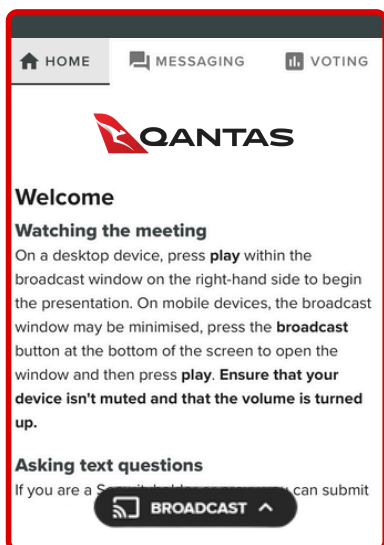 HOME MESSAGING VOTING
QANTAS
Welcome
Watching the meeting
On a desktop device, press play within the
broadcast window on the right-hand side to begin
the presentation. On mobile devices, the broadcast
window may be minimised, press the broadcast
button at the bottom of the screen to open the
window and then press play. Ensure that your
device isn't muted and that the volume is turned
up.
Asking text questions
If you are a can submit
BROADCAST